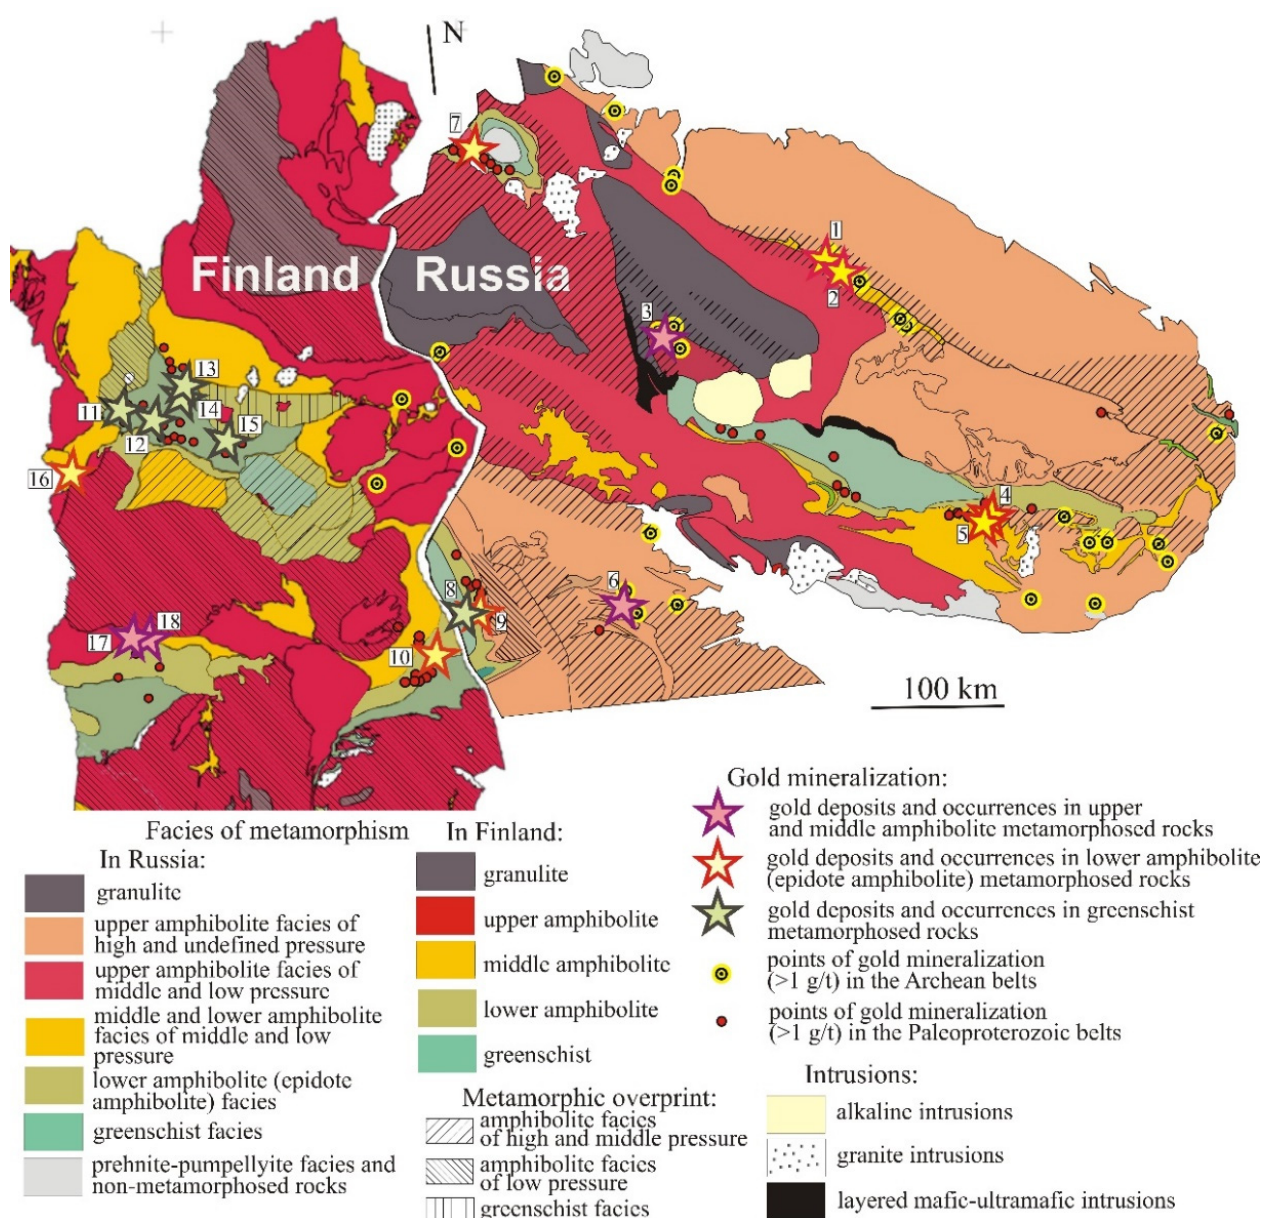 N
7
Finland
Russia
1
2
3
13
11
14
12
15
16
4
5
6
8
9
17
18
10
100 km
Facies of metamorphism
In Russia:
granulite
upper amphibolite facies of
high and undefined pressure
upper amphibolite facies of
middle and low pressure
middle and lower amphibolite
facies of middle and low
pressure
lower amphibolite (epidote
amphibolite) facies
greenschist facies
prehnite-pumpellyite facies and
non-metamorphosed rocks
In Finland:
granulite
upper amphibolite
middle amphibolite
lower amphibolite
greenschist
Metamorphic overprint:
amphibolite facies
of high and middle pressure
amphibolite facies
of low pressure
greenschist facies
Gold mineralization:
gold deposits and occurrences in upper
and middle amphibolite metamorphosed rocks
gold deposits and occurrences in lower amphibolite
(epidote amphibolite) metamorphosed rocks
gold deposits and occurrences in greenschist
metamorphosed rocks
points of gold mineralization
(>1 g/t) in the Archean belts
points of gold mineralization
(>1 g/t) in the Paleoproterozoic belts
Intrusions:
alkaline intrusions
granite intrusions
layered mafic-ultramafic intrusions